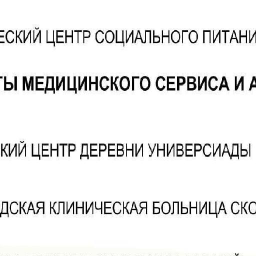 ЕСКИЙ ЦЕНТР СОЦИАЛЬНОГО ПИТАНИ
ТЫ МЕДИЦИНСКОГО СЕРВИСА И А
КИЙ ЦЕНТР ДЕРЕВНИ УНИВЕРСИАДЫ
ДСКАЯ КЛИНИЧЕСКАЯ БОЛЬНИЦА СКО